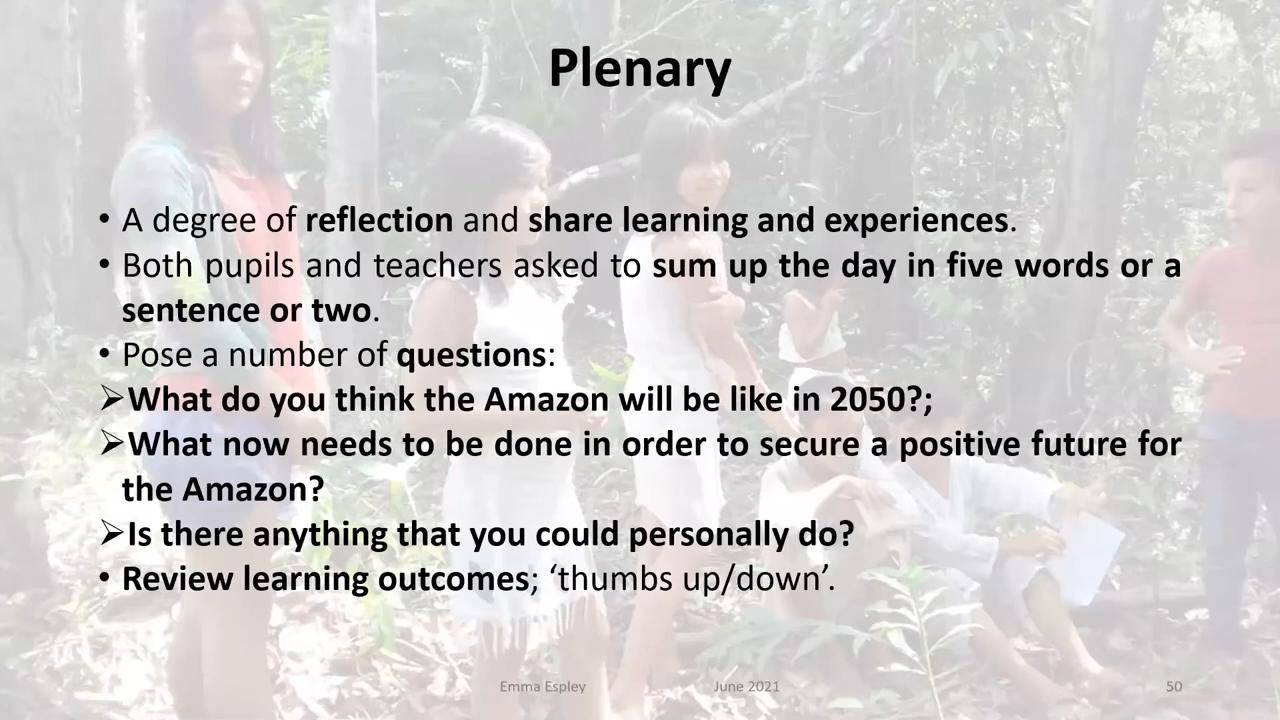 Plenary
• A degree of reflection and share learning and experiences.
• Both pupils and teachers asked to sum up the day in five words or a
sentence or two.
• Pose a number of questions:
➢What do you think the Amazon will be like in 2050?;
➢What now needs to be done in order to secure a positive future for
the Amazon?
➢Is there anything that you could personally do?
• Review learning outcomes; ‘thumbs up/down’.
Emma Espley June 2021 50